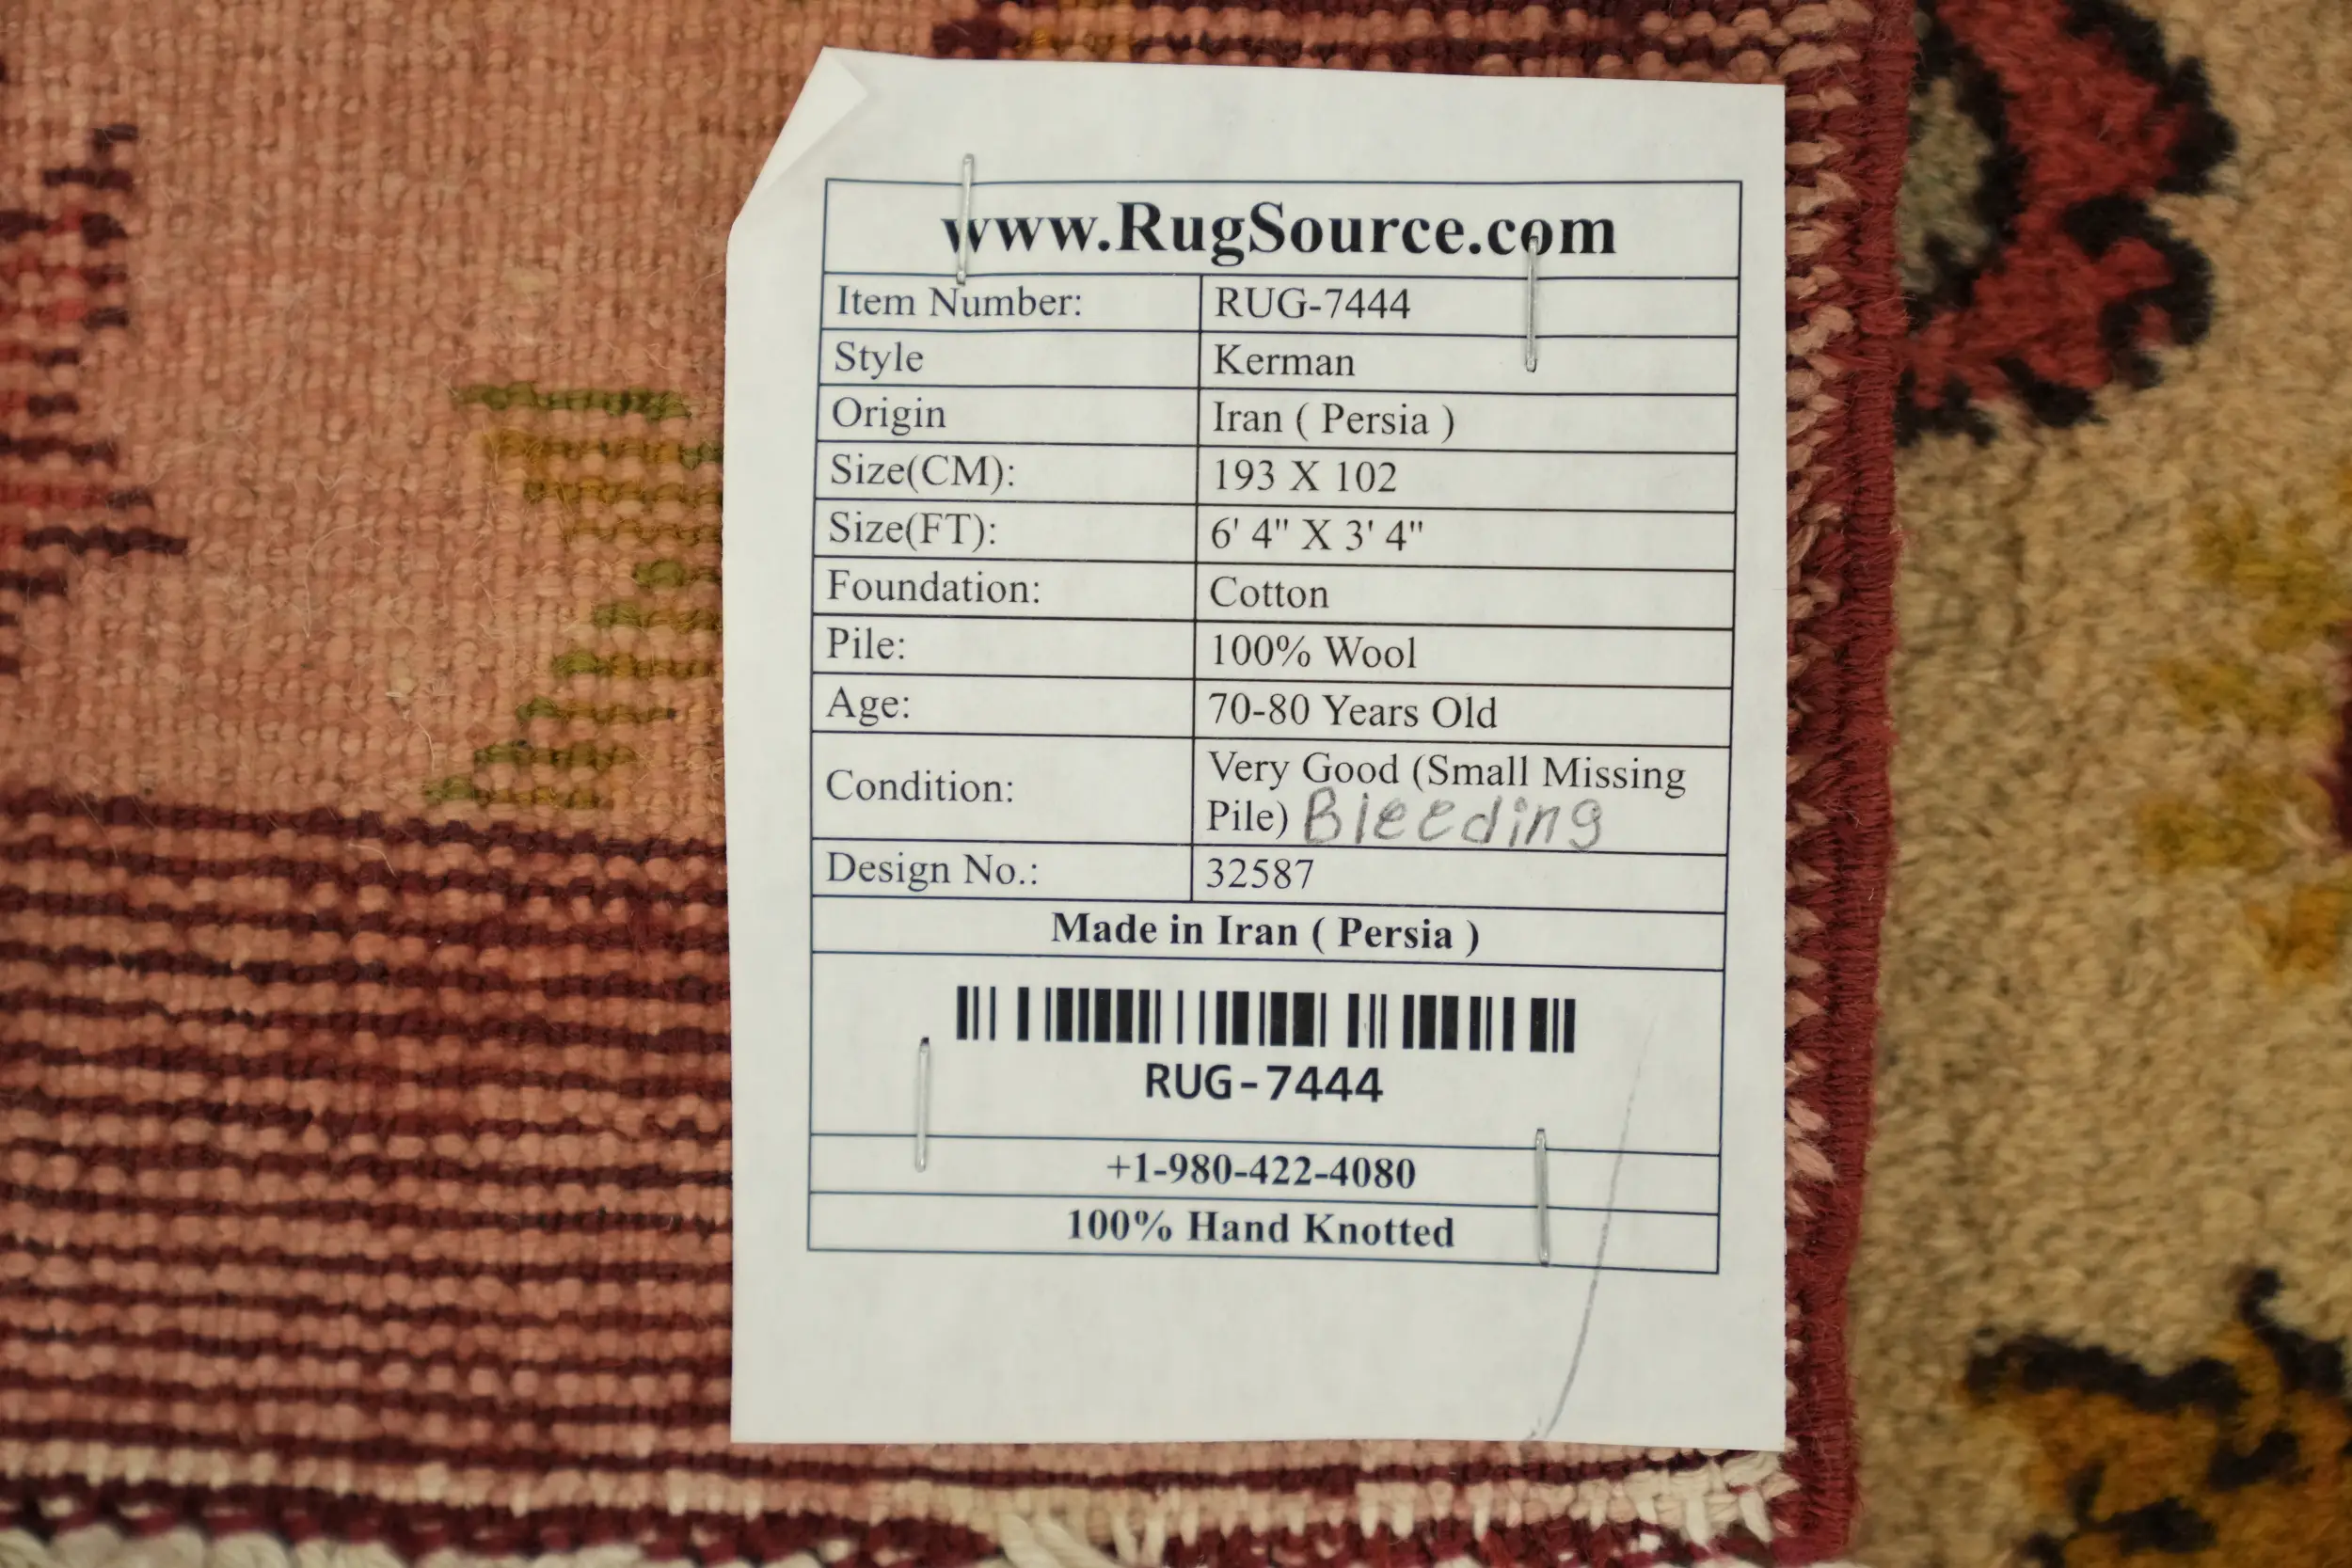 www.RugSource.com
Item Number: RUG-7444
Style Kerman
Origin Iran ( Persia )
Size(CM): 193 X 102
Size(FT): 6' 4" X 3' 4"
Foundation: Cotton
Pile: 100% Wool
Age: 70-80 Years Old
Condition: Very Good (Small Missing
Pile) Bleeding
Design No.: 32587
Made in Iran ( Persia )
RUG-7444
+1-980-422-4080
100% Hand Knotted